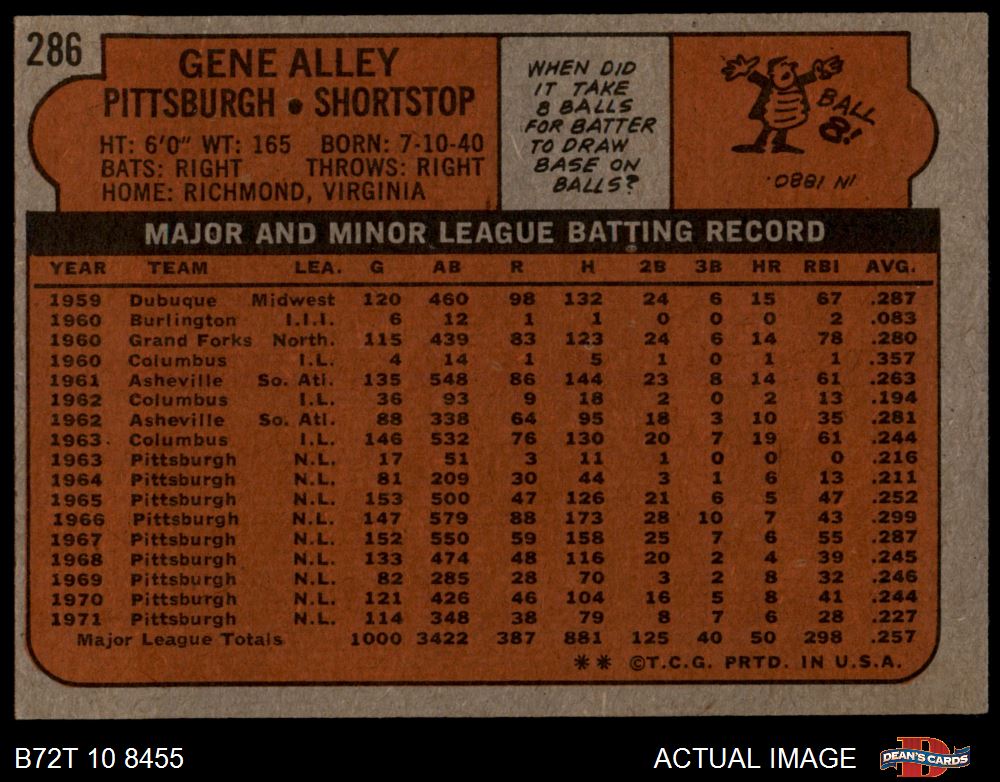 286
GENE ALLEY
PITTSBURGH • SHORTSTOP
HT: 6'0" WT: 165 BORN: 7-10-40
BATS: RIGHT THROWS: RIGHT
HOME: RICHMOND, VIRGINIA
WHEN DID
IT TAKE
8 BALLS
FOR BATTER
TO DRAW
BASE ON
BALLS?
BALL
8!
IN 1880.
MAJOR AND MINOR LEAGUE BATTING RECORD
YEAR TEAM LEA. G AB R H 2B 3B HR RBI AVG.
1959 Dubuque Midwest 120 460 98 132 24 6 15 67 .287
1960 Burlington I.I.I. 6 12 1 1 0 0 0 2 .083
1960 Grand Forks North. 115 439 83 123 24 6 14 78 .280
1960 Columbus I.L. 4 14 1 5 1 0 1 1 .357
1961 Asheville So. Atl. 135 548 86 144 23 8 14 61 .263
1962 Columbus I.L. 36 93 9 18 2 0 2 13 .194
1962 Asheville So. Atl. 88 338 64 95 18 3 10 35 .281
1963 Columbus I.L. 146 532 76 130 20 7 19 61 .244
1963 Pittsburgh N.L. 17 51 3 11 1 0 0 0 .216
1964 Pittsburgh N.L. 81 209 30 44 3 1 6 13 .211
1965 Pittsburgh N.L. 153 500 47 126 21 6 5 47 .252
1966 Pittsburgh N.L. 147 579 88 173 28 10 7 43 .299
1967 Pittsburgh N.L. 152 550 59 158 25 7 6 55 .287
1968 Pittsburgh N.L. 133 474 48 116 20 2 4 39 .245
1969 Pittsburgh N.L. 82 285 28 70 3 2 8 32 .246
1970 Pittsburgh N.L. 121 426 46 104 16 5 8 41 .244
1971 Pittsburgh N.L. 114 348 38 79 8 7 6 28 .227
Major League Totals 1000 3422 387 881 125 40 50 298 .257
** ©T.C.G. PRTD. IN U.S.A.
B72T 10 8455
ACTUAL IMAGE
D
DEAN'S CARDS